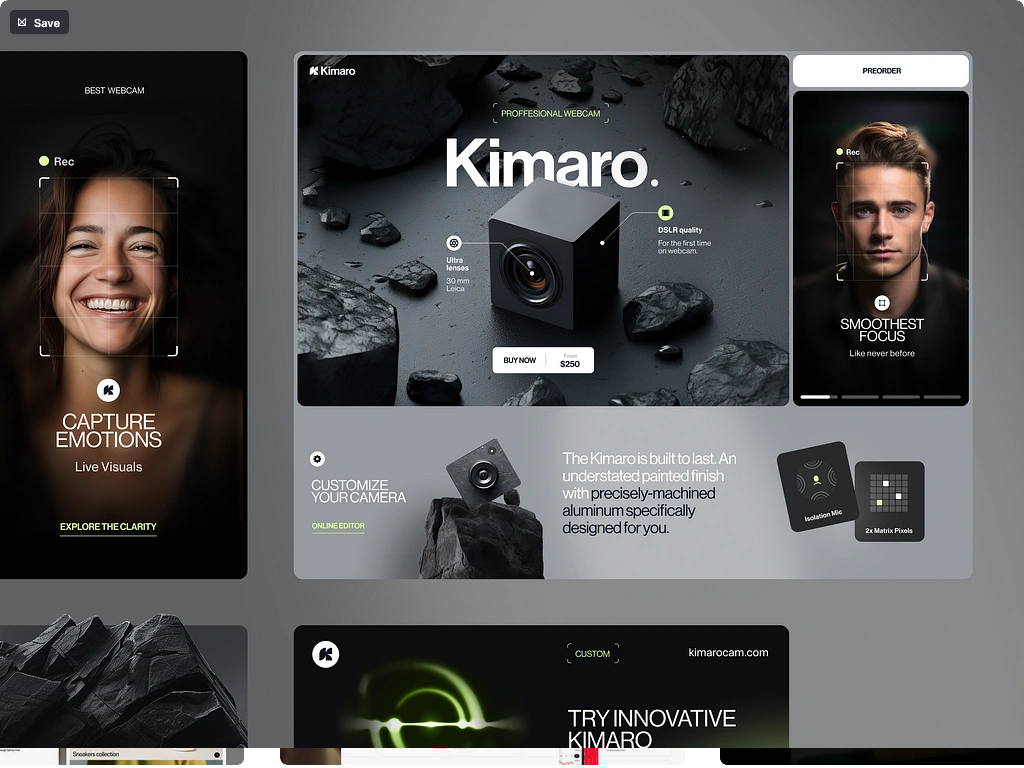 Save
BEST WEBCAM
Rec
CAPTURE
EMOTIONS
Live Visuals
EXPLORE THE CLARITY
Kimaro
PROFFESIONAL WEBCAM
Kimaro.
Ultra
lenses
30 mm
Leica
DSLR quality
For the first time
on webcam.
BUY NOW
From
$250
PREORDER
Rec
SMOOTHEST
FOCUS
Like never before
CUSTOMIZE
YOUR CAMERA
ONLINE EDITOR
The Kimaro is built to last. An
understated painted finish
with precisely-machined
aluminum specifically
designed for you.
Isolation Mic
2x Matrix Pixels
CUSTOM
kimarocam.com
TRY INNOVATIVE
KIMARO
Sneakers collection